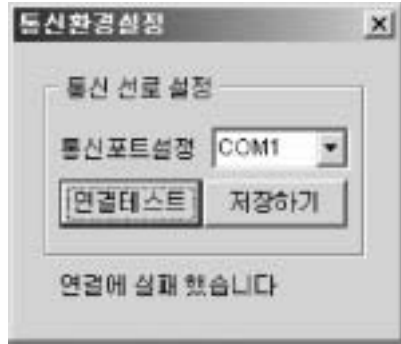 통신환경설정
통신 선로 설정
통신포트설정 COM1
연결테스트 저장하기
연결에 실패 했습니다